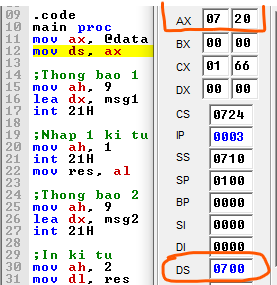 09 .code
10 main proc
11 mov ax, @data
12 mov ds, ax
13
14 ;Thong bao 1
15 mov ah, 9
16 lea dx, msg1
17 int 21H
18
19 ;Nhap 1 ki tu
20 mov ah, 1
21 int 21H
22 mov res, al
23
24 ;Thong bao 2
25 mov ah, 9
26 lea dx, msg2
27 int 21H
28
29 ;In ki tu
30 mov ah, 2
31 mov dl, res
AX 07 20
BX 00 00
CX 01 66
DX 00 00
CS 0724
IP 0003
SS 0710
SP 0100
BP 0000
SI 0000
DI 0000
DS 0700